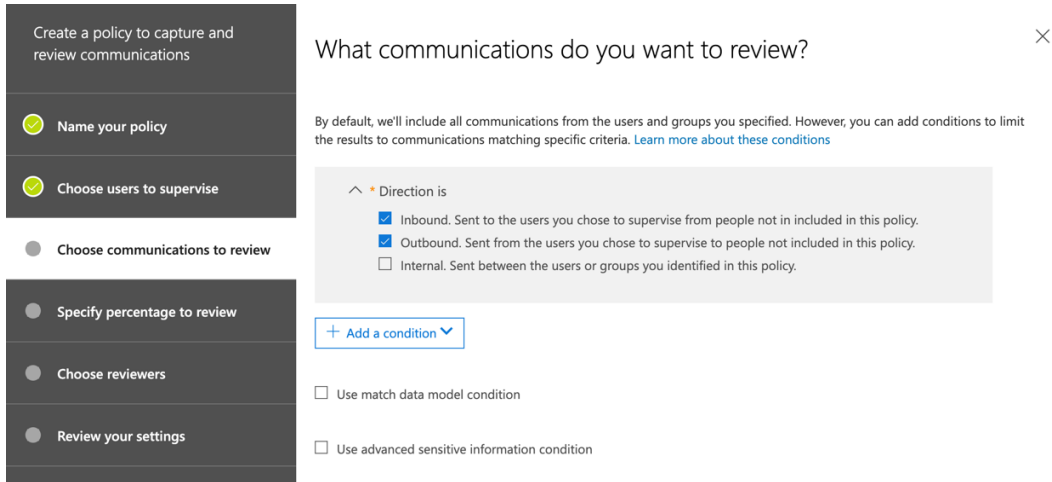 Create a policy to capture and
review communications
Name your policy
Choose users to supervise
Choose communications to review
Specify percentage to review
Choose reviewers
Review your settings
What communications do you want to review?
By default, we'll include all communications from the users and groups you specified. However, you can add conditions to limit
the results to communications matching specific criteria. Learn more about these conditions
* Direction is
Inbound. Sent to the users you chose to supervise from people not in included in this policy.
Outbound. Sent from the users you chose to supervise to people not included in this policy.
Internal. Sent between the users or groups you identified in this policy.
+ Add a condition
Use match data model condition
Use advanced sensitive information condition